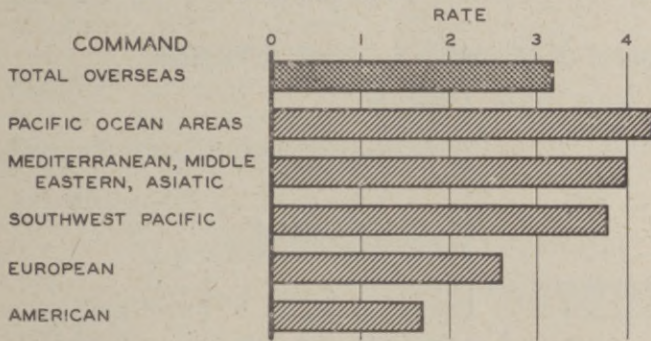 RATE
COMMAND
0 1 2 3 4
TOTAL OVERSEAS
PACIFIC OCEAN AREAS
MEDITERRANEAN, MIDDLE
EASTERN, ASIATIC
SOUTHWEST PACIFIC
EUROPEAN
AMERICAN